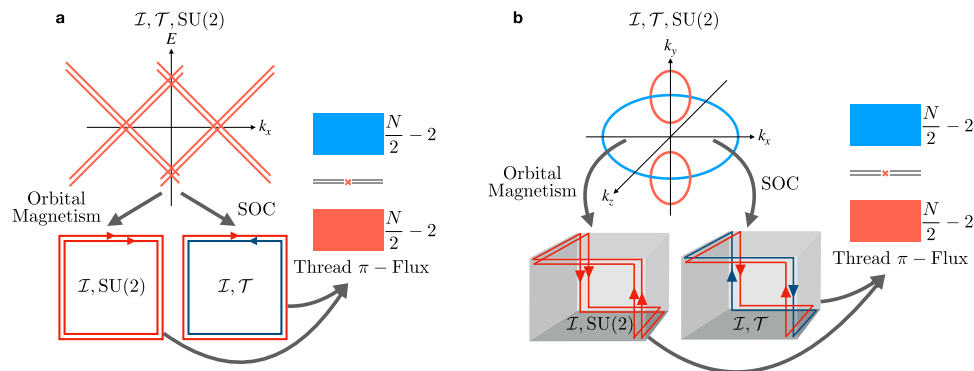 a
𝓘, 𝓣, SU(2)
E
k_x
N/2 − 2
Orbital
Magnetism
SOC
N/2 − 2
Thread π − Flux
𝓘, SU(2)
𝓘, 𝓣
b
𝓘, 𝓣, SU(2)
k_y
k_x
k_z
N/2 − 2
Orbital
Magnetism
SOC
N/2 − 2
Thread π − Flux
𝓘, SU(2)
𝓘, 𝓣